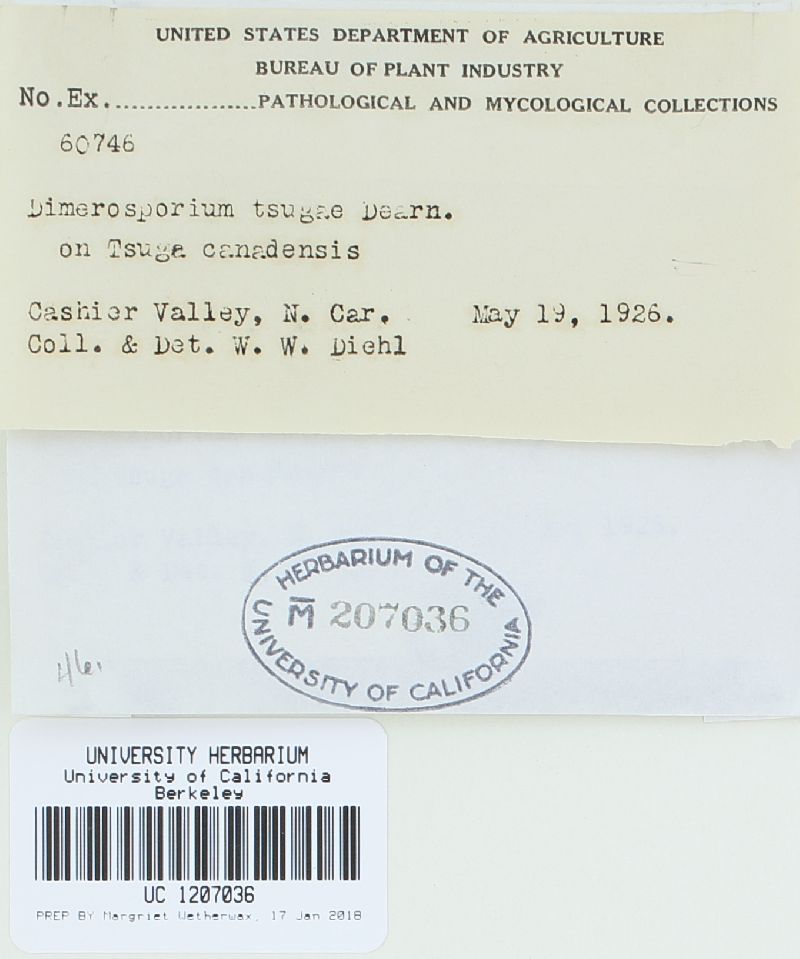 UNITED STATES DEPARTMENT OF AGRICULTURE
BUREAU OF PLANT INDUSTRY
No.Ex...................PATHOLOGICAL AND MYCOLOGICAL COLLECTIONS
60746
Dimerosporium tsugae Dearn.
on Tsuga canadensis
Cashier Valley, N. Car. May 19, 1926.
Coll. & Det. W. W. Diehl
HERBARIUM OF THE
M̅ 207036
UNIVERSITY OF CALIFORNIA
UNIVERSITY HERBARIUM
University of California
Berkeley
UC 1207036
PREP BY Margriet Wetherwax, 17 Jan 2018